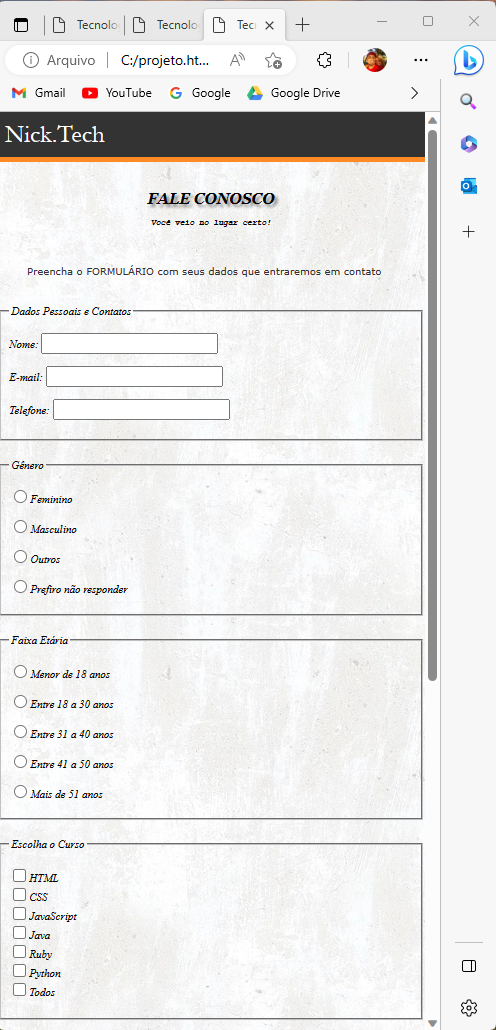 Tecnolo
Tecnolo
Tec
Arquivo
C:/projeto.ht...
Gmail
YouTube
Google
Google Drive
Nick.Tech
FALE CONOSCO
Você veio no lugar certo!
Preencha o FORMULÁRIO com seus dados que entraremos em contato
Dados Pessoais e Contatos
Nome:
E-mail:
Telefone:
Gênero
Feminino
Masculino
Outros
Prefiro não responder
Faixa Etária
Menor de 18 anos
Entre 18 a 30 anos
Entre 31 a 40 anos
Entre 41 a 50 anos
Mais de 51 anos
Escolha o Curso
HTML
CSS
JavaScript
Java
Ruby
Python
Todos